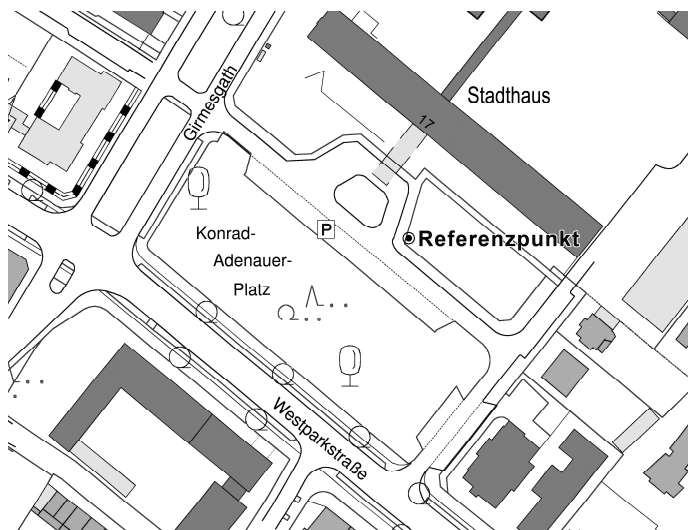 Stadthaus
17
Girmesgath
P
Referenzpunkt
Konrad-
Adenauer-
Platz
Westparkstraße